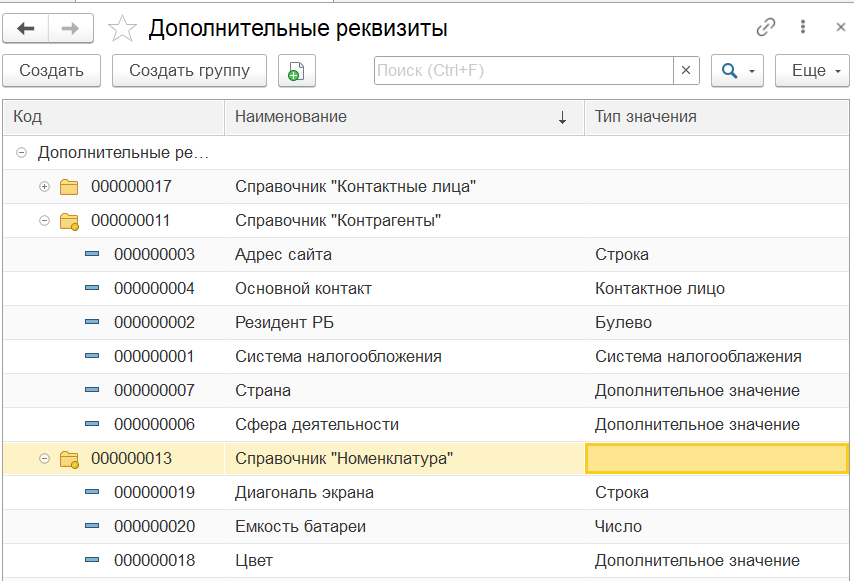 Дополнительные реквизиты
Создать Создать группу Поиск (Ctrl+F) × Еще
Код Наименование ↓ Тип значения
Дополнительные ре...
000000017 Справочник "Контактные лица"
000000011 Справочник "Контрагенты"
000000003 Адрес сайта Строка
000000004 Основной контакт Контактное лицо
000000002 Резидент РБ Булево
000000001 Система налогообложения Система налогооблажения
000000007 Страна Дополнительное значение
000000006 Сфера деятельности Дополнительное значение
000000013 Справочник "Номенклатура"
000000019 Диагональ экрана Строка
000000020 Емкость батареи Число
000000018 Цвет Дополнительное значение